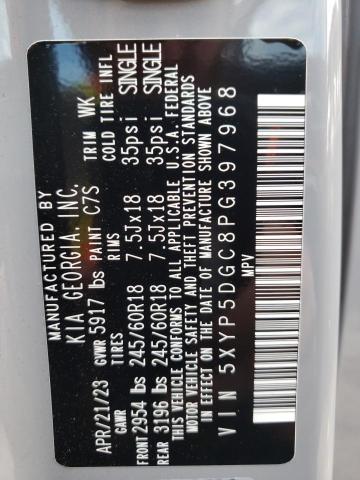 MANUFACTURED BY
KIA GEORGIA, INC.
APR/21/23 GVWR 5917 lbs PAINT C7S TRIM WK
GAWR TIRES RIMS COLD TIRE INFL
FRONT 2954 lbs 245/60R18 7.5Jx18 35psi SINGLE
REAR 3196 lbs 245/60R18 7.5Jx18 35psi SINGLE
THIS VEHICLE CONFORMS TO ALL APPLICABLE U.S.A. FEDERAL
MOTOR VEHICLE SAFETY AND THEFT PREVENTION STANDARDS
IN EFFECT ON THE DATE OF MANUFACTURE SHOWN ABOVE
VIN 5XYP5DGC8PG397968
MPV